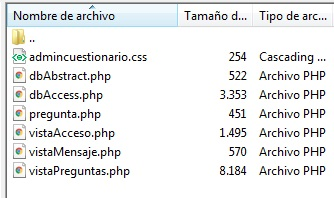 Nombre de archivo Tamaño d... Tipo de arc...
..
admincuestionario.css 254 Cascading ...
dbAbstract.php 522 Archivo PHP
dbAccess.php 3.353 Archivo PHP
pregunta.php 451 Archivo PHP
vistaAcceso.php 1.495 Archivo PHP
vistaMensaje.php 570 Archivo PHP
vistaPreguntas.php 8.184 Archivo PHP